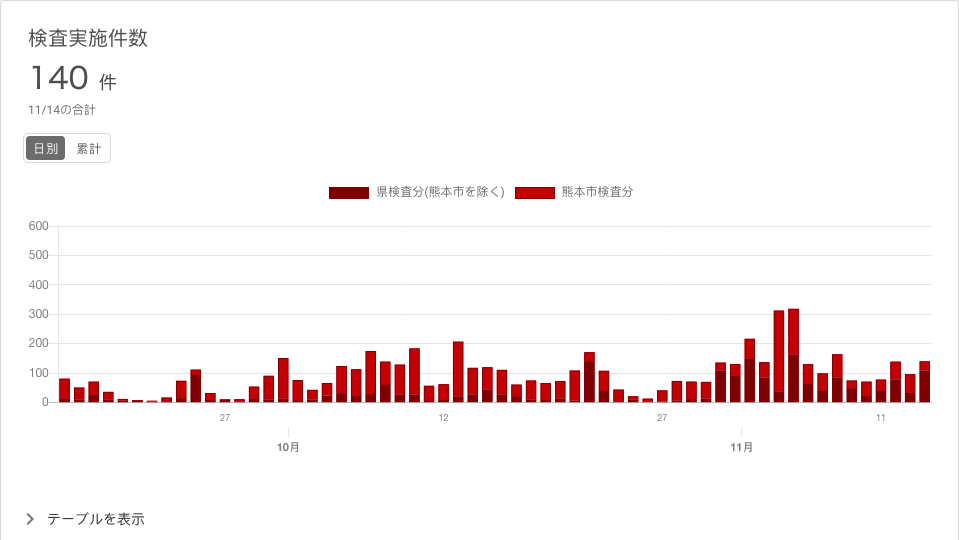 検査実施件数
140 件
11/14の合計
日別 累計
県検査分(熊本市を除く) 熊本市検査分
600
500
400
300
200
100
0
27 12 27 11
10月 11月
テーブルを表示